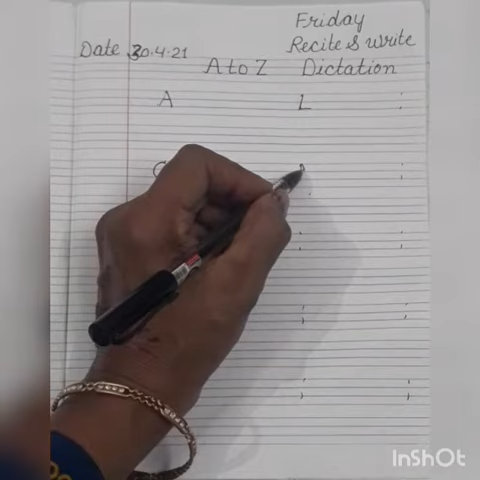 Friday
Date 30.4.21 Recite & write
A to Z Dictation
A L
C
InShOt